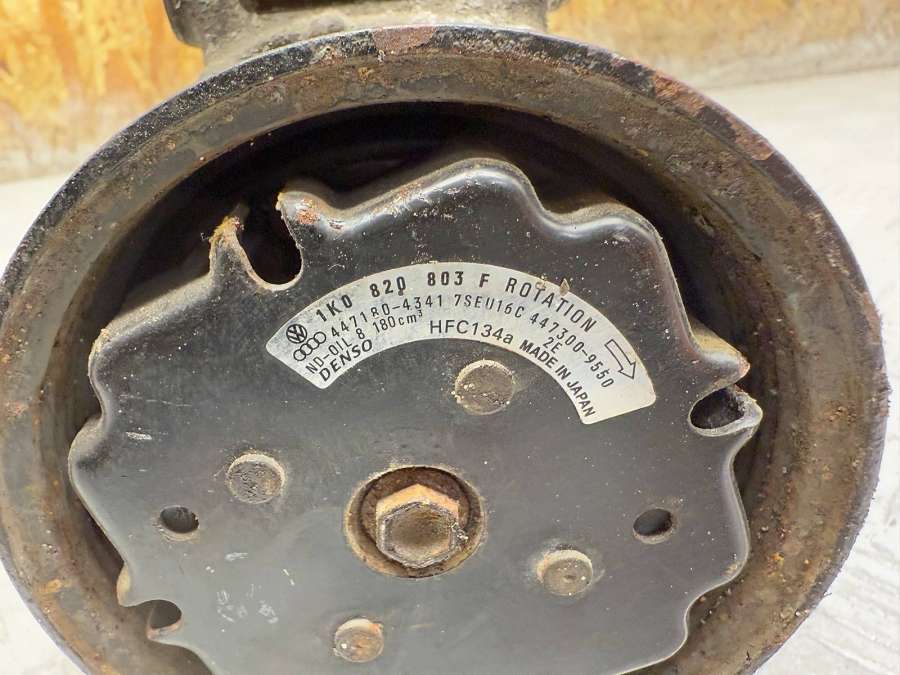 1K0 820 803 F ROTATION
447180-4341 7SEU16C 447300-9550
ND-OIL 8 180cm³ HFC134a 2E
DENSO MADE IN JAPAN